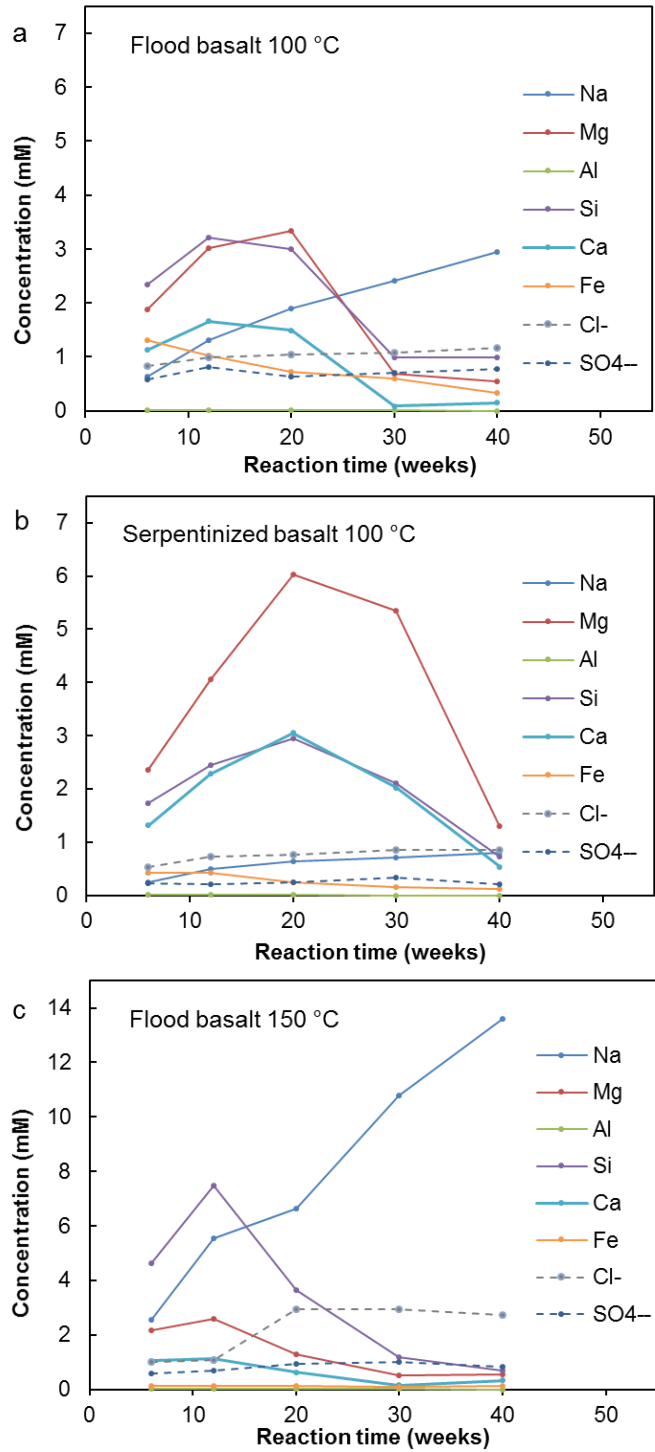 a
Flood basalt 100 °C
Concentration (mM)
7
6
5
4
3
2
1
0
0 10 20 30 40 50
Reaction time (weeks)
Na
Mg
Al
Si
Ca
Fe
Cl-
SO4--
b
Serpentinized basalt 100 °C
Concentration (mM)
7
6
5
4
3
2
1
0
0 10 20 30 40 50
Reaction time (weeks)
Na
Mg
Al
Si
Ca
Fe
Cl-
SO4--
c
Flood basalt 150 °C
Concentration (mM)
14
12
10
8
6
4
2
0
0 10 20 30 40 50
Reaction time (weeks)
Na
Mg
Al
Si
Ca
Fe
Cl-
SO4--